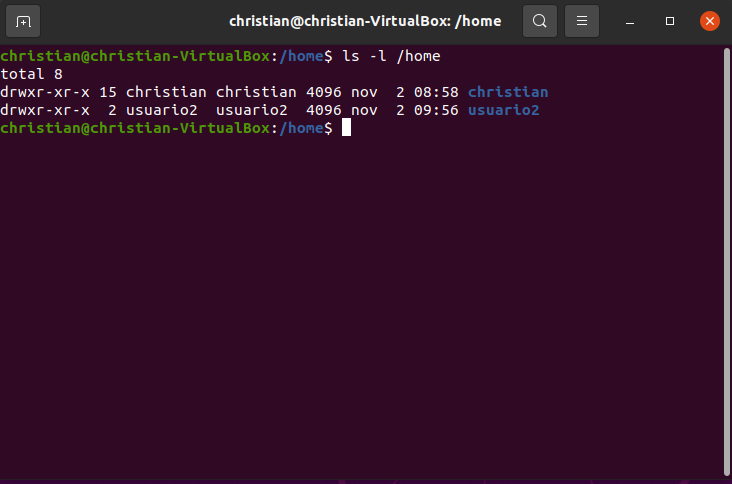 christian@christian-VirtualBox: /home
christian@christian-VirtualBox:/home$ ls -l /home
total 8
drwxr-xr-x 15 christian christian 4096 nov  2 08:58 christian
drwxr-xr-x  2 usuario2  usuario2  4096 nov  2 09:56 usuario2
christian@christian-VirtualBox:/home$